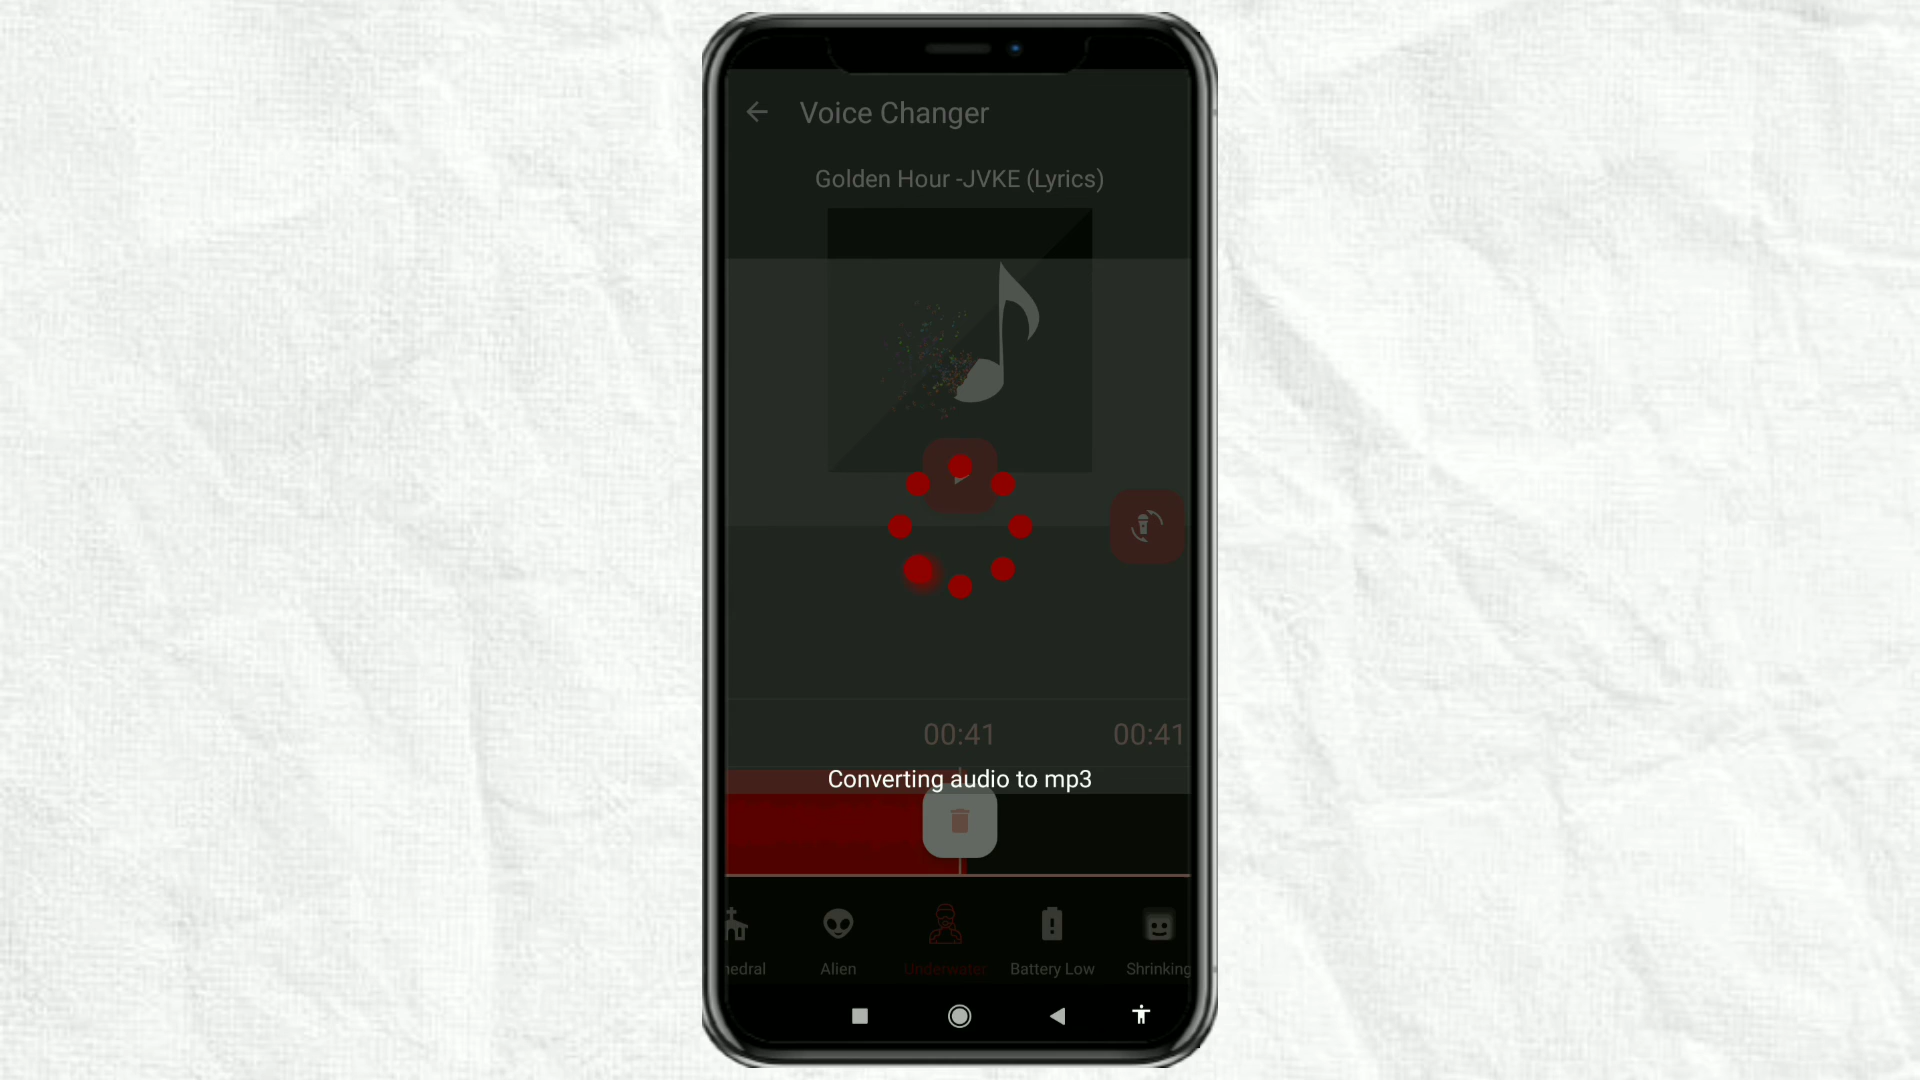 Voice Changer
Golden Hour -JVKE (Lyrics)
00:41 00:41
Converting audio to mp3
hedral Alien Underwater Battery Low Shrinking